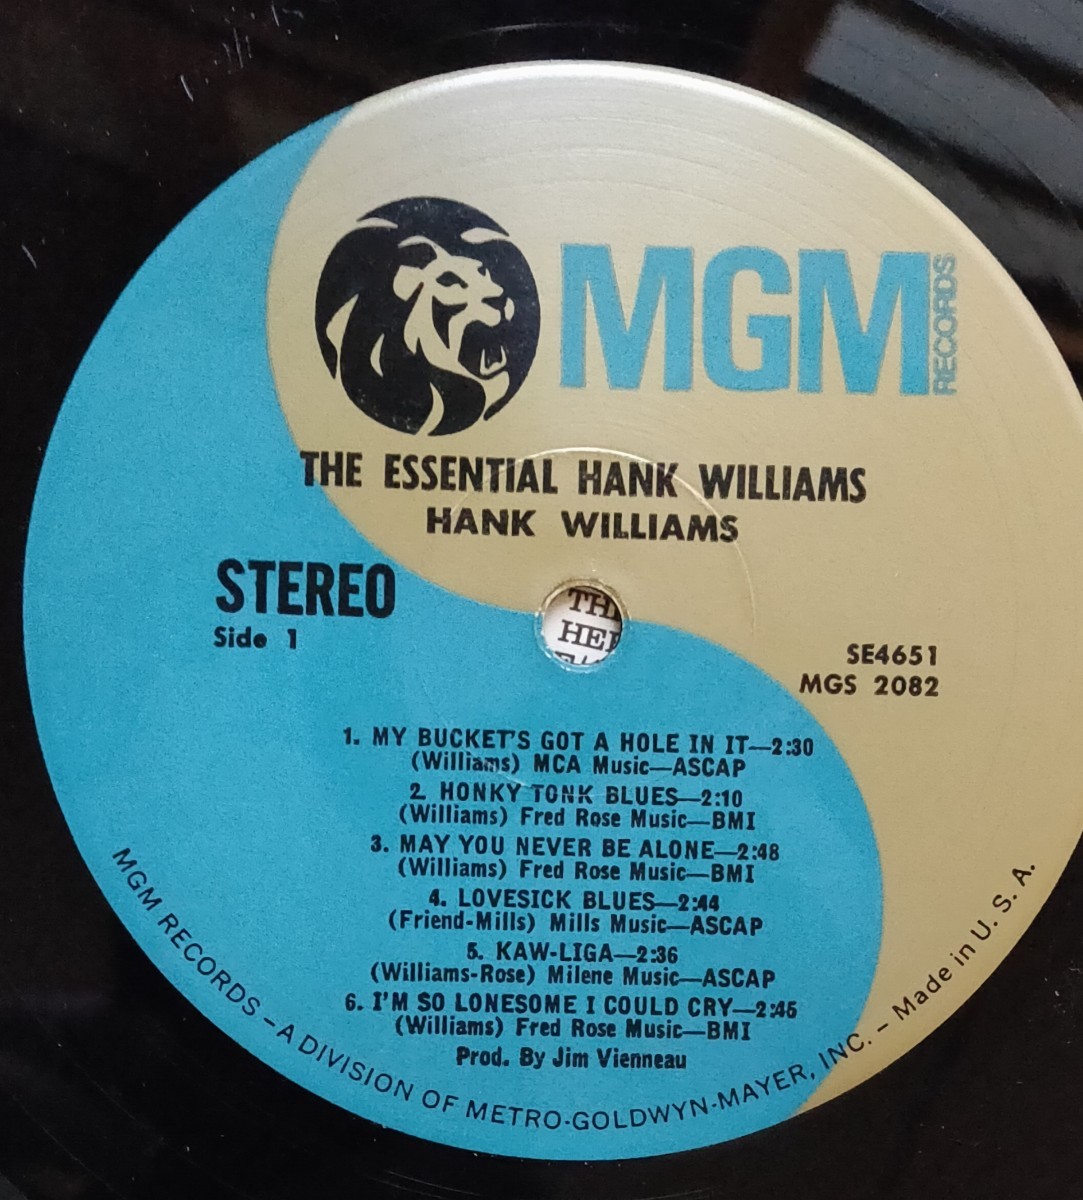 MGM
RECORDS
THE ESSENTIAL HANK WILLIAMS
HANK WILLIAMS
STEREO
Side 1
SE4651
MGS 2082
1. MY BUCKET'S GOT A HOLE IN IT—2:30
(Williams) MCA Music—ASCAP
2. HONKY TONK BLUES—2:10
(Williams) Fred Rose Music—BMI
3. MAY YOU NEVER BE ALONE—2:48
(Williams) Fred Rose Music—BMI
4. LOVESICK BLUES—2:44
(Friend-Mills) Mills Music—ASCAP
5. KAW-LIGA—2:36
(Williams-Rose) Milene Music—ASCAP
6. I'M SO LONESOME I COULD CRY—2:45
(Williams) Fred Rose Music—BMI
Prod. By Jim Vienneau
MGM RECORDS – A DIVISION OF METRO-GOLDWYN-MAYER, INC. – Made in U. S. A.